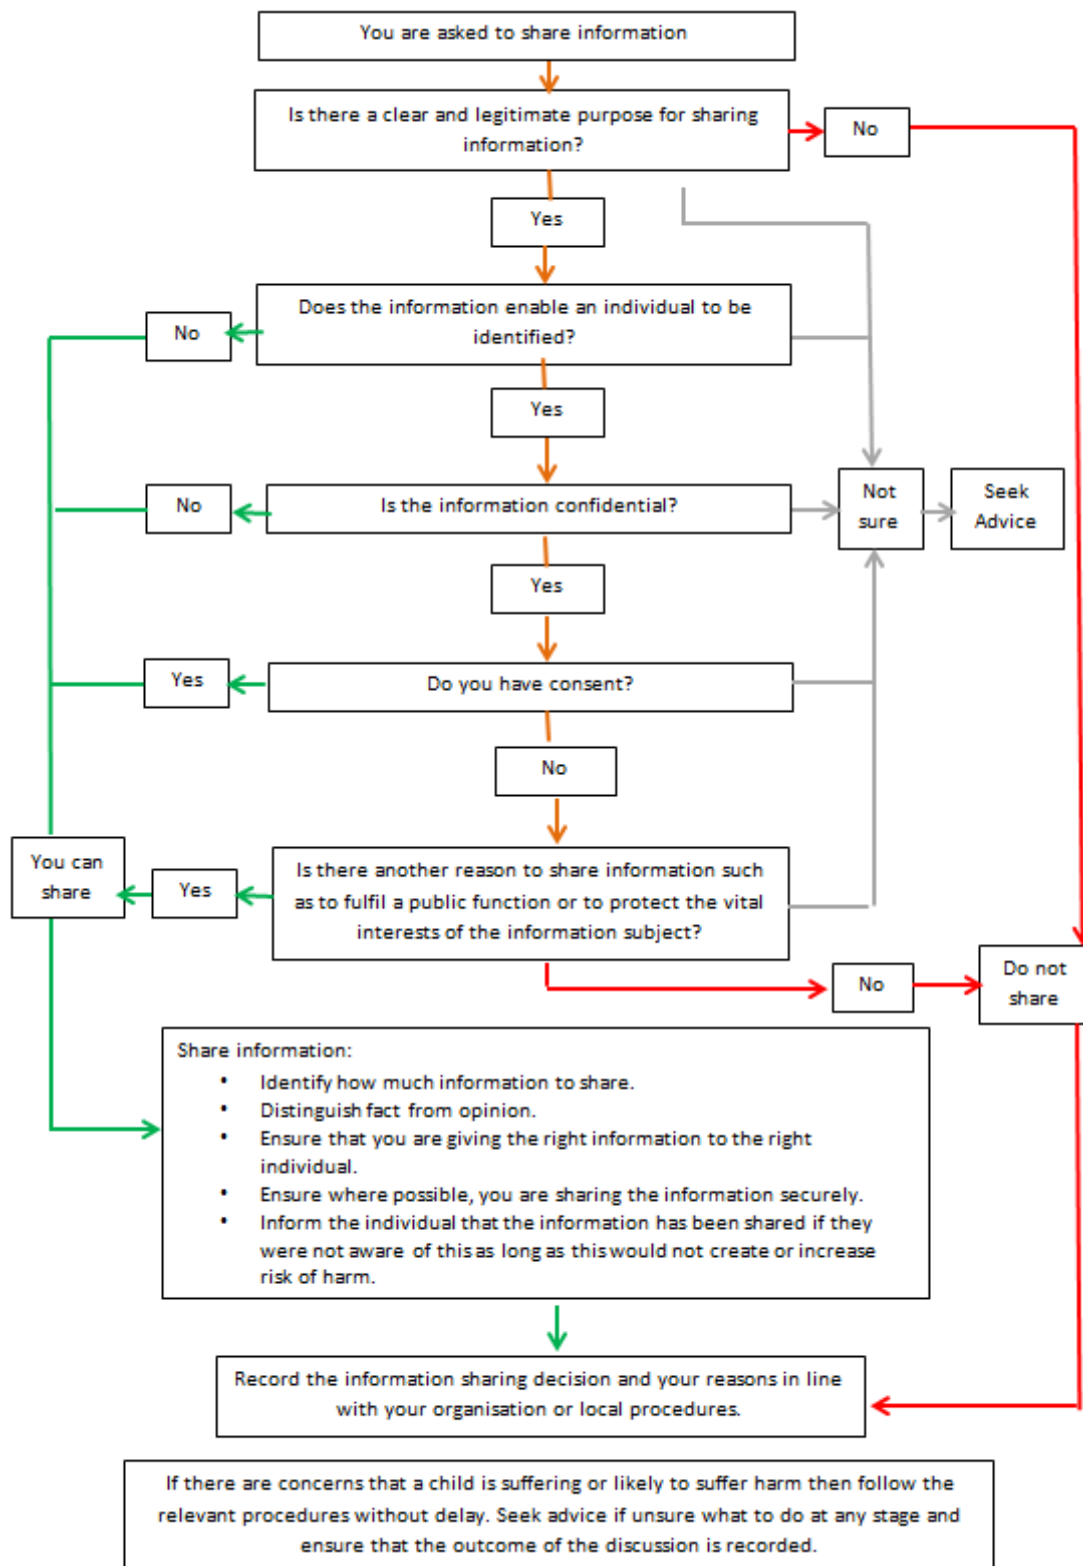 You are asked to share information
Is there a clear and legitimate purpose for sharing
information?
No
Yes
Does the information enable an individual to be
identified?
No
Yes
Is the information confidential?
No
Not
sure
Seek
Advice
Yes
Do you have consent?
Yes
No
Is there another reason to share information such
as to fulfil a public function or to protect the vital
interests of the information subject?
Yes
You can
share
No
Do not
share
Share information:
• Identify how much information to share.
• Distinguish fact from opinion.
• Ensure that you are giving the right information to the right
individual.
• Ensure where possible, you are sharing the information securely.
• Inform the individual that the information has been shared if they
were not aware of this as long as this would not create or increase
risk of harm.
Record the information sharing decision and your reasons in line
with your organisation or local procedures.
If there are concerns that a child is suffering or likely to suffer harm then follow the
relevant procedures without delay. Seek advice if unsure what to do at any stage and
ensure that the outcome of the discussion is recorded.